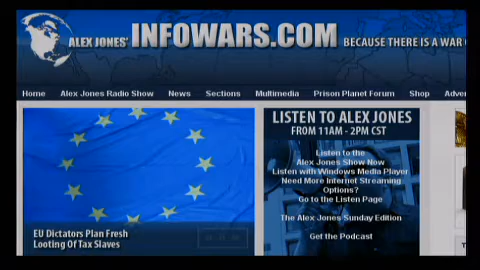 ALEX JONES' INFOWARS.COM BECAUSE THERE IS A WAR
Home Alex Jones Radio Show News Sections Multimedia Prison Planet Forum Shop
LISTEN TO ALEX JONES
FROM 11AM - 2PM CST
Listen to the
Alex Jones Show Now
Listen with Windows Media Player
Need More Internet Streaming
Options?
Go to the Listen Page
The Alex Jones Sunday Edition
Get the Podcast
EU Dictators Plan Fresh
Looting Of Tax Slaves